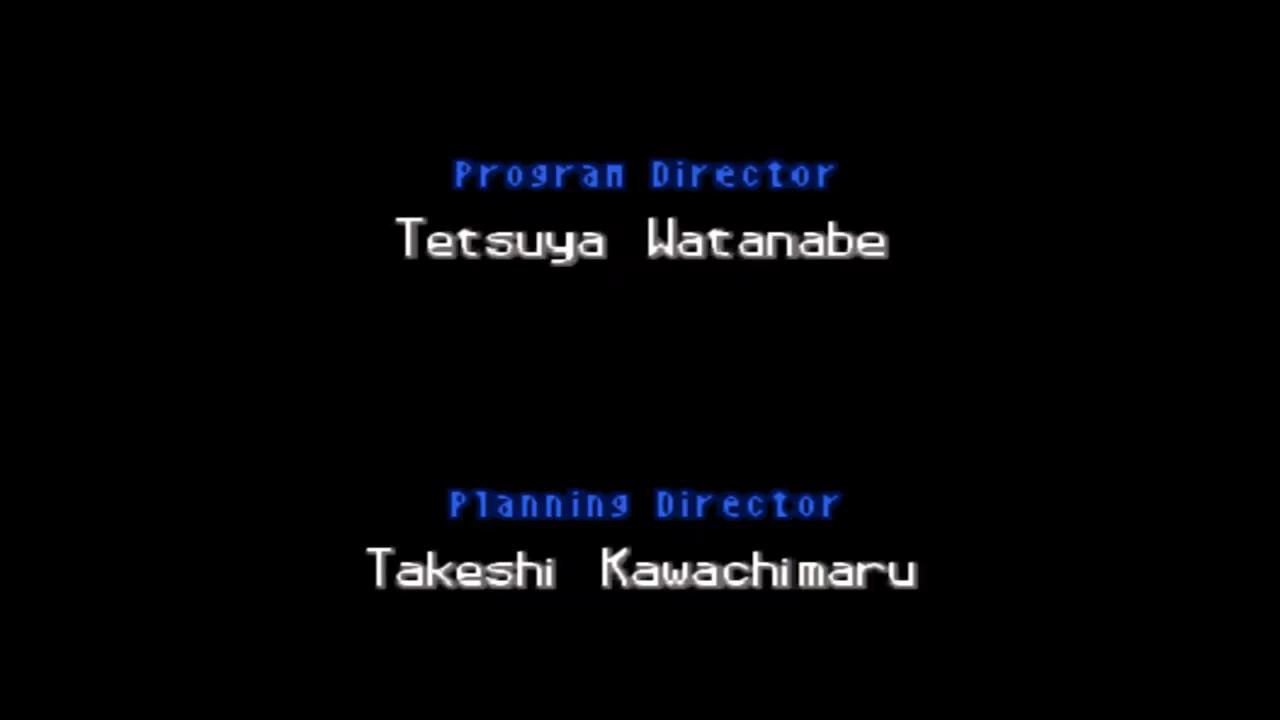 Program Director
Tetsuya Watanabe
Planning Director
Takeshi Kawachimaru